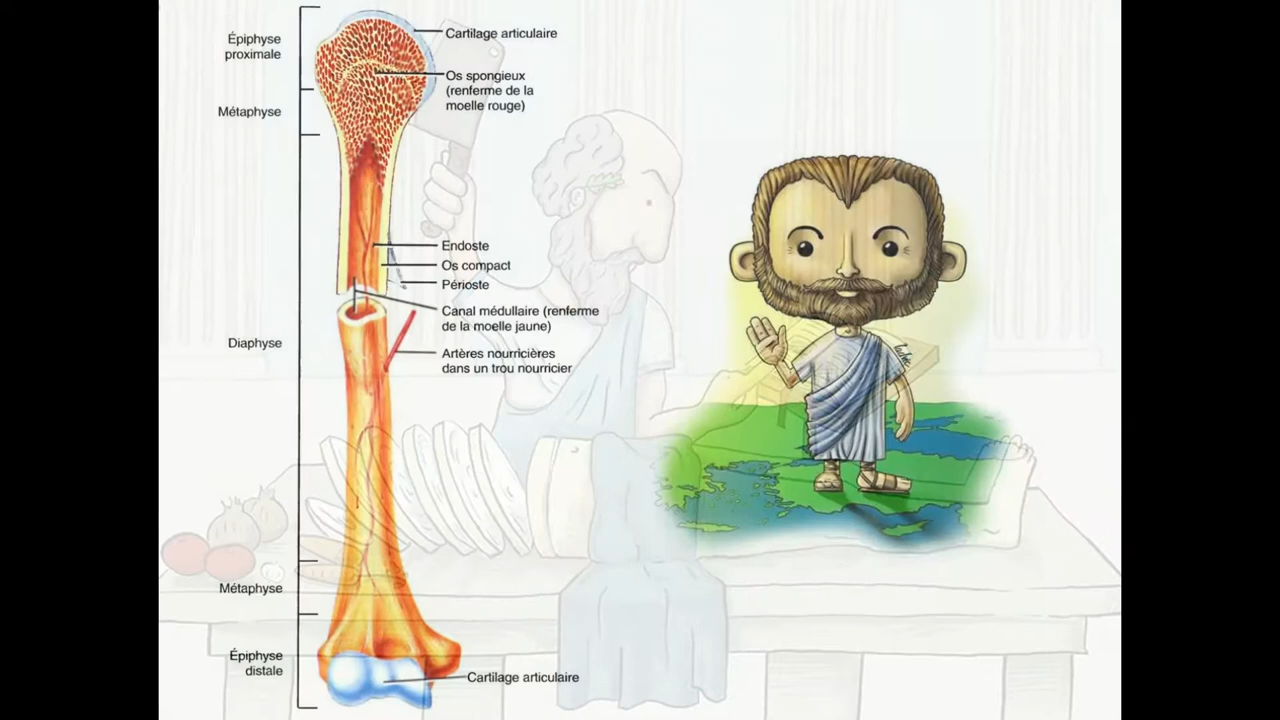 Épiphyse
proximale
Métaphyse
Diaphyse
Métaphyse
Épiphyse
distale
Cartilage articulaire
Os spongieux
(renferme de la
moelle rouge)
Endoste
Os compact
Périoste
Canal médullaire (renferme
de la moelle jaune)
Artères nourricières
dans un trou nourricier
Cartilage articulaire